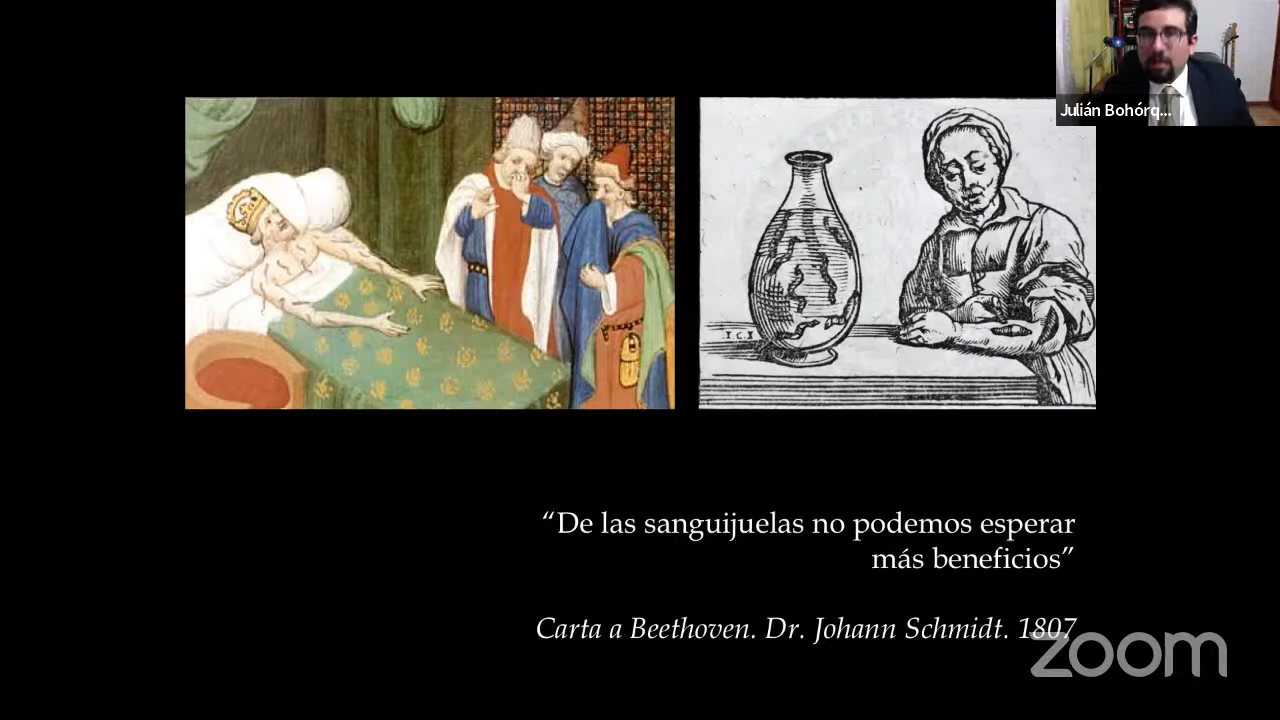 Julián Bohórq...
“De las sanguijuelas no podemos esperar
más beneficios”
Carta a Beethoven. Dr. Johann Schmidt. 1807
zoom